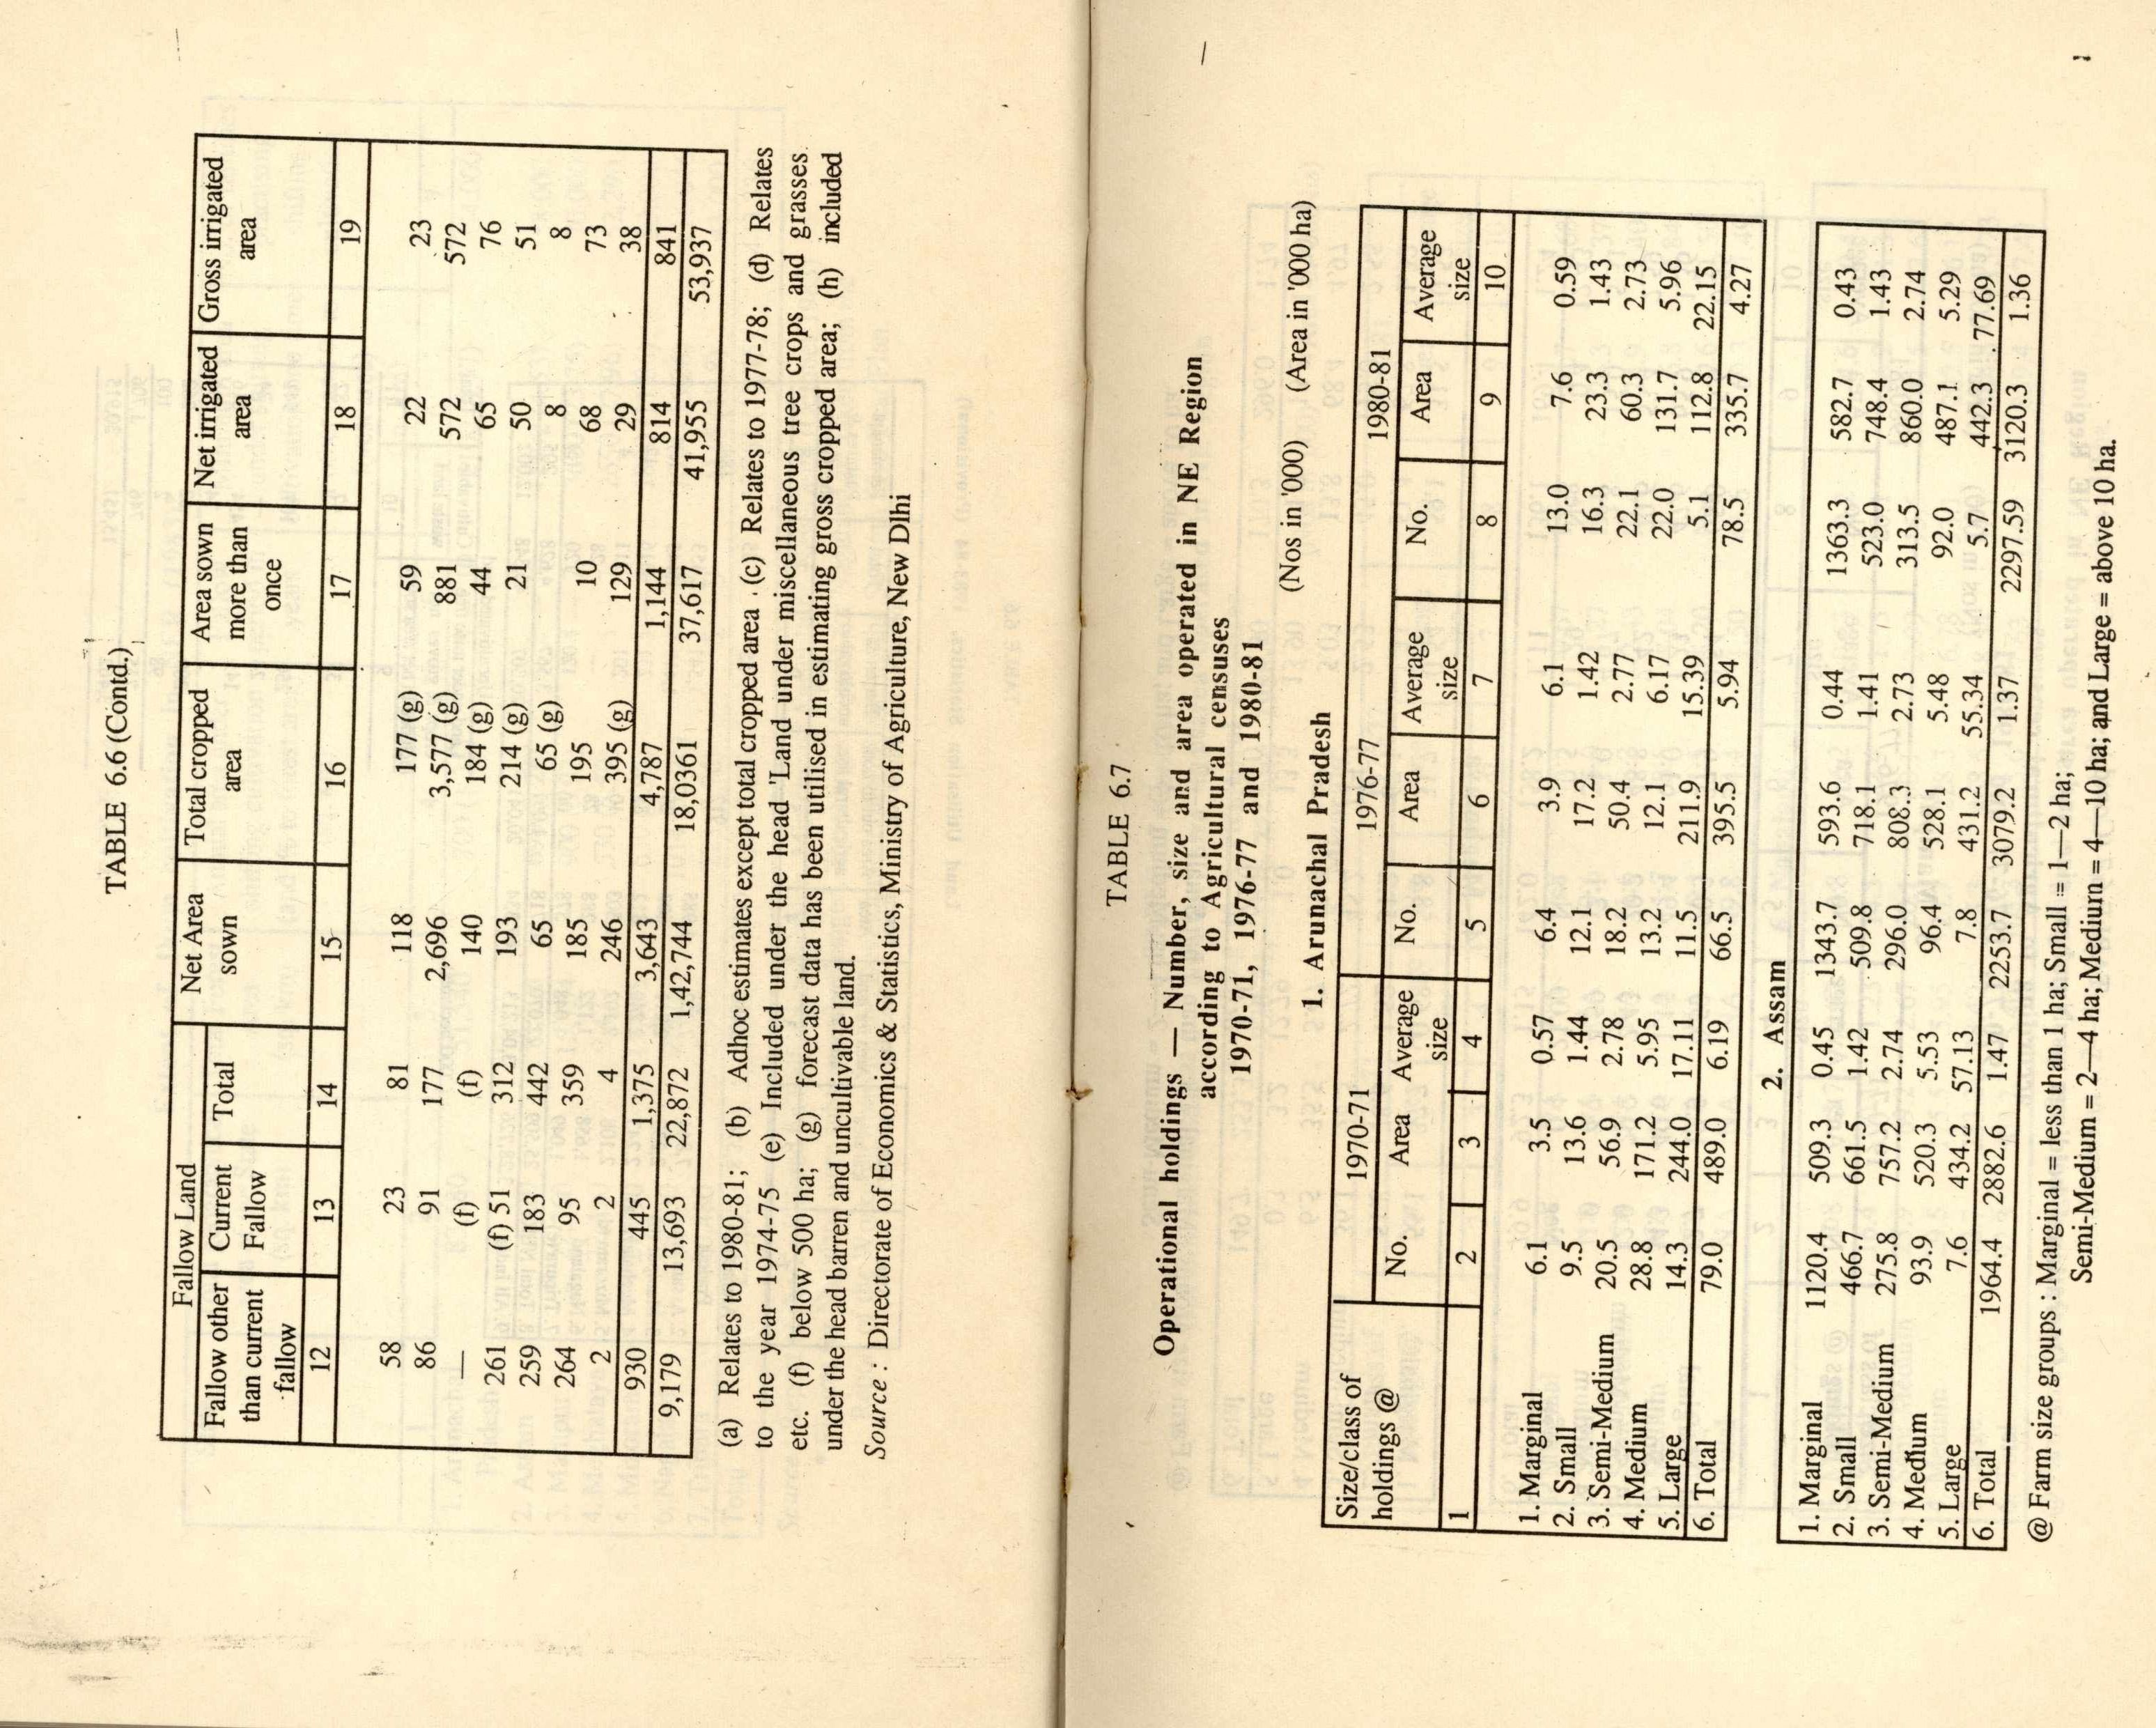 TABLE 6.6 (Contd.)
Fallow Land Net Area sown Total cropped area Area sown more than once Net irrigated area Gross irrigated area
Fallow other than current fallow Current Fallow Total
12 13 14 15 16 17 18 19
58 23 81 118 177 (g) 59 22 23
86 91 177 2,696 3,577 (g) 881 572 572
— (f) (f) 140 184 (g) 44 65 76
261 (f) 51 312 193 214 (g) 21 50 51
259 183 442 65 65 (g) 8 8
264 95 359 185 195 10 68 73
2 2 4 246 395 (g) 129 29 38
930 445 1,375 3,643 4,787 1,144 814 841
9,179 13,693 22,872 1,42,744 18,0361 37,617 41,955 53,937
(a) Relates to 1980-81; (b) Adhoc estimates except total cropped area (c) Relates to 1977-78; (d) Relates
to the year 1974-75 (e) Included under the head 'Land under miscellaneous tree crops and grasses.
etc. (f) below 500 ha; (g) forecast data has been utilised in estimating gross cropped area; (h) included
under the head barren and uncultivable land.
Source : Directorate of Economics & Statistics, Ministry of Agriculture, New Dlhi
TABLE 6.7
Operational holdings — Number, size and area operated in NE Region
according to Agricultural censuses
1970-71, 1976-77 and 1980-81
(Nos in '000) (Area in '000 ha)
1. Arunachal Pradesh
Size/class of holdings @ 1970-71 1976-77 1980-81
No. Area Average size No. Area Average size No. Area Average size
1 2 3 4 5 6 7 8 9 10
1. Marginal 6.1 3.5 0.57 6.4 3.9 6.1 13.0 7.6 0.59
2. Small 9.5 13.6 1.44 12.1 17.2 1.42 16.3 23.3 1.43
3. Semi-Medium 20.5 56.9 2.78 18.2 50.4 2.77 22.1 60.3 2.73
4. Medium 28.8 171.2 5.95 13.2 12.1 6.17 22.0 131.7 5.96
5. Large 14.3 244.0 17.11 11.5 211.9 15.39 5.1 112.8 22.15
6. Total 79.0 489.0 6.19 66.5 395.5 5.94 78.5 335.7 4.27
2. Assam
1. Marginal 1120.4 509.3 0.45 1343.7 593.6 0.44 1363.3 582.7 0.43
2. Small 466.7 661.5 1.42 509.8 718.1 1.41 523.0 748.4 1.43
3. Semi-Medium 275.8 757.2 2.74 296.0 808.3 2.73 313.5 860.0 2.74
4. Medium 93.9 520.3 5.53 96.4 528.1 5.48 92.0 487.1 5.29
5. Large 7.6 434.2 57.13 7.8 431.2 55.34 5.7 442.3 77.69
6. Total 1964.4 2882.6 1.47 2253.7 3079.2 1.37 2297.59 3120.3 1.36
@ Farm size groups : Marginal = less than 1 ha; Small = 1—2 ha;
Semi-Medium = 2—4 ha; Medium = 4—10 ha; and Large = above 10 ha.